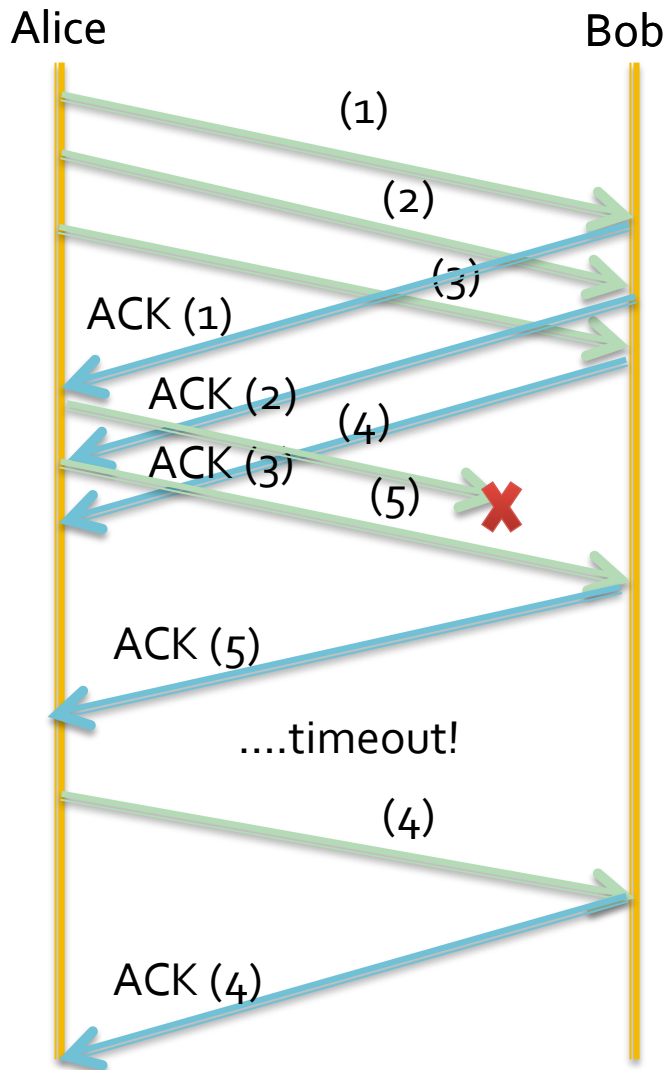 Alice
Bob
(1)
(2)
(3)
ACK (1)
ACK (2)
(4)
ACK (3)
(5)
ACK (5)
....timeout!
(4)
ACK (4)